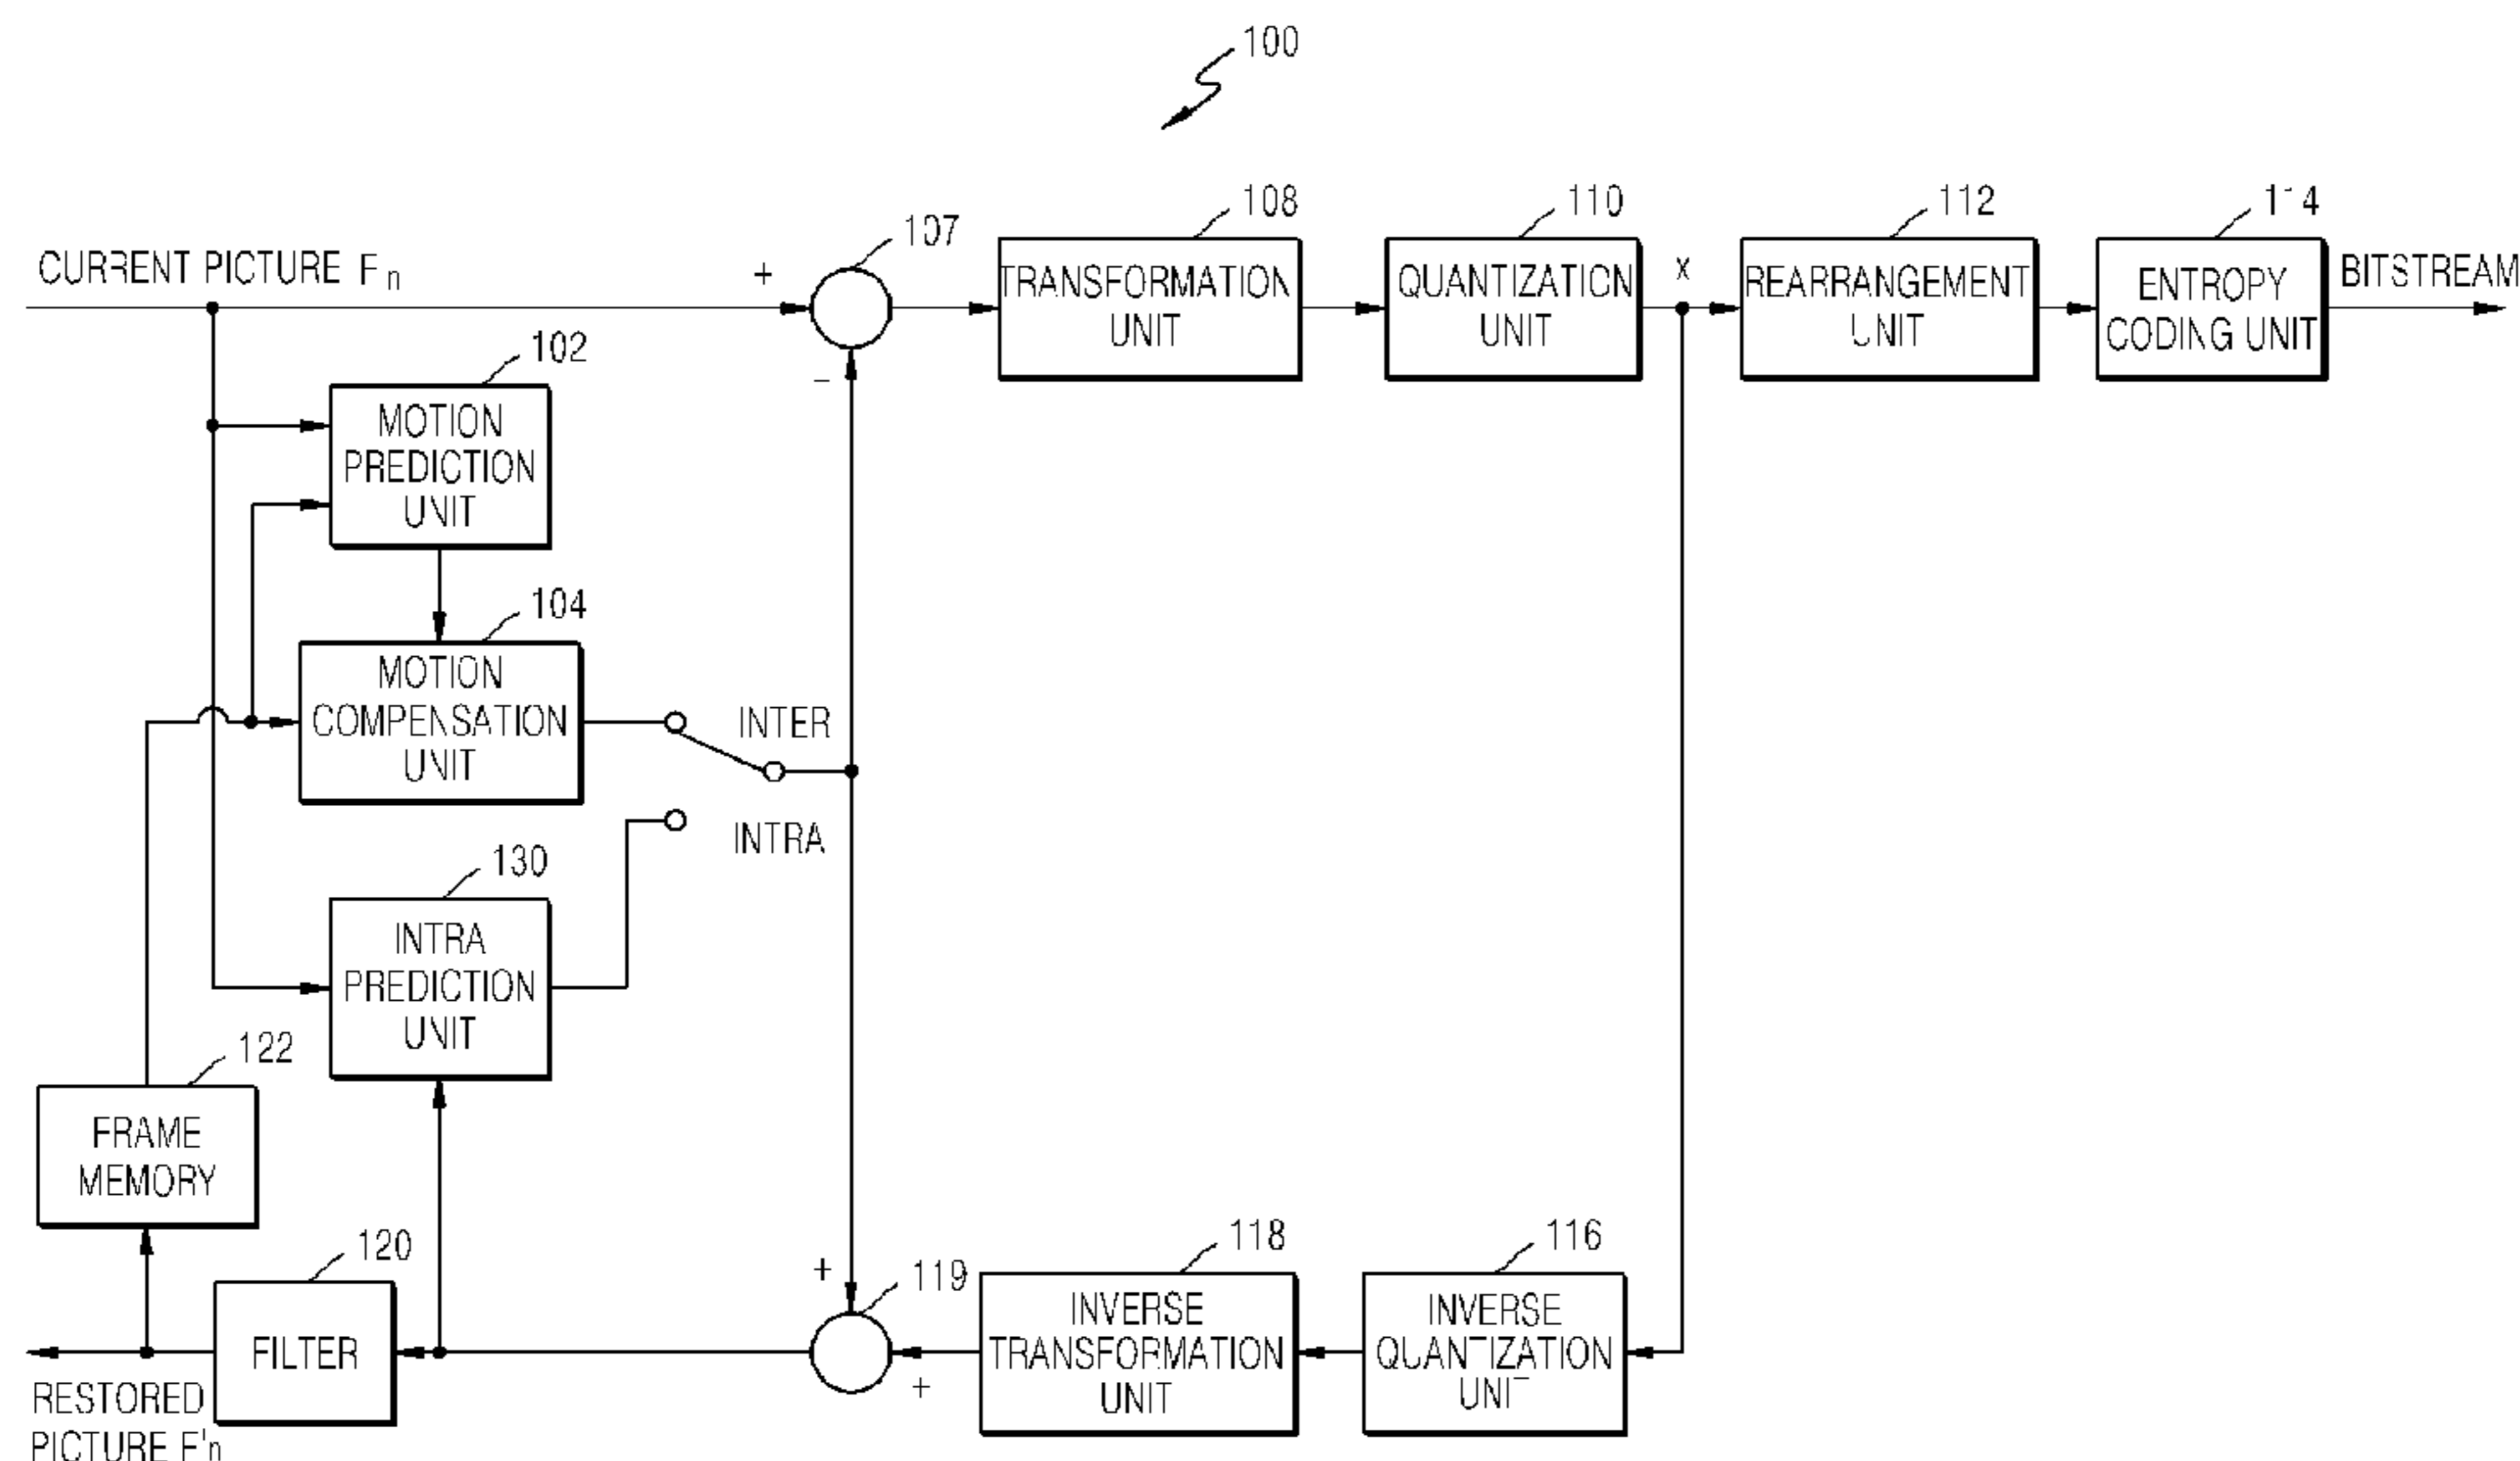 100
CURRENT PICTURE Fn
+
107
-
108
TRANSFORMATION
UNIT
110
QUANTIZATION
UNIT
x
112
REARRANGEMENT
UNIT
114
ENTROPY
CODING UNIT
BITSTREAM
102
MOTION
PREDICTION
UNIT
104
MOTION
COMPENSATION
UNIT
INTER
INTRA
130
INTRA
PREDICTION
UNIT
122
FRAME
MEMORY
120
FILTER
RESTORED
PICTURE F'n
+
119
+
118
INVERSE
TRANSFORMATION
UNIT
116
INVERSE
QUANTIZATION
UNIT